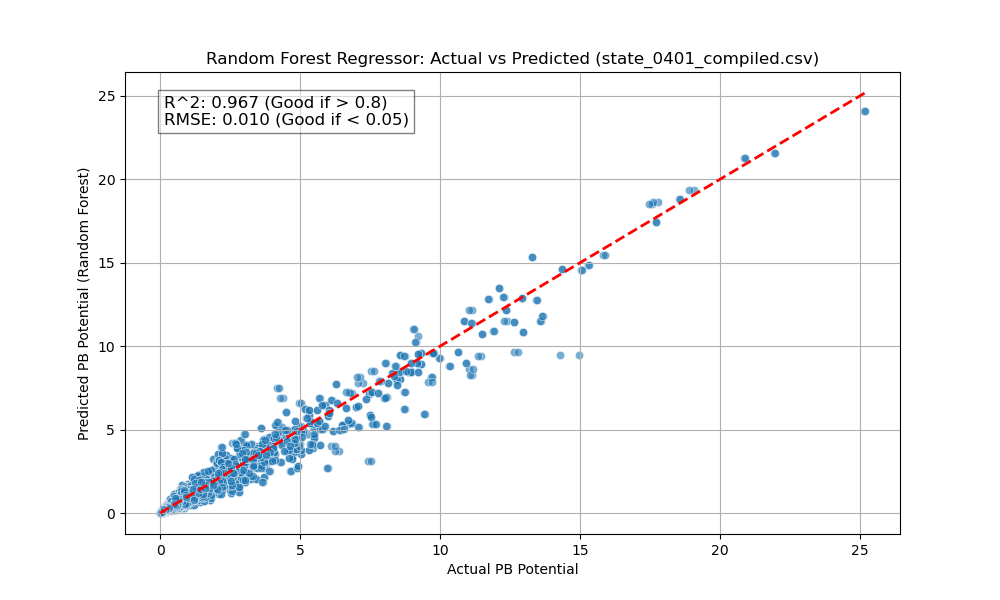 Random Forest Regressor: Actual vs Predicted (state_0401_compiled.csv)
R^2: 0.967 (Good if > 0.8)
RMSE: 0.010 (Good if < 0.05)
Predicted PB Potential (Random Forest)
25
20
15
10
5
0
0 5 10 15 20 25
Actual PB Potential